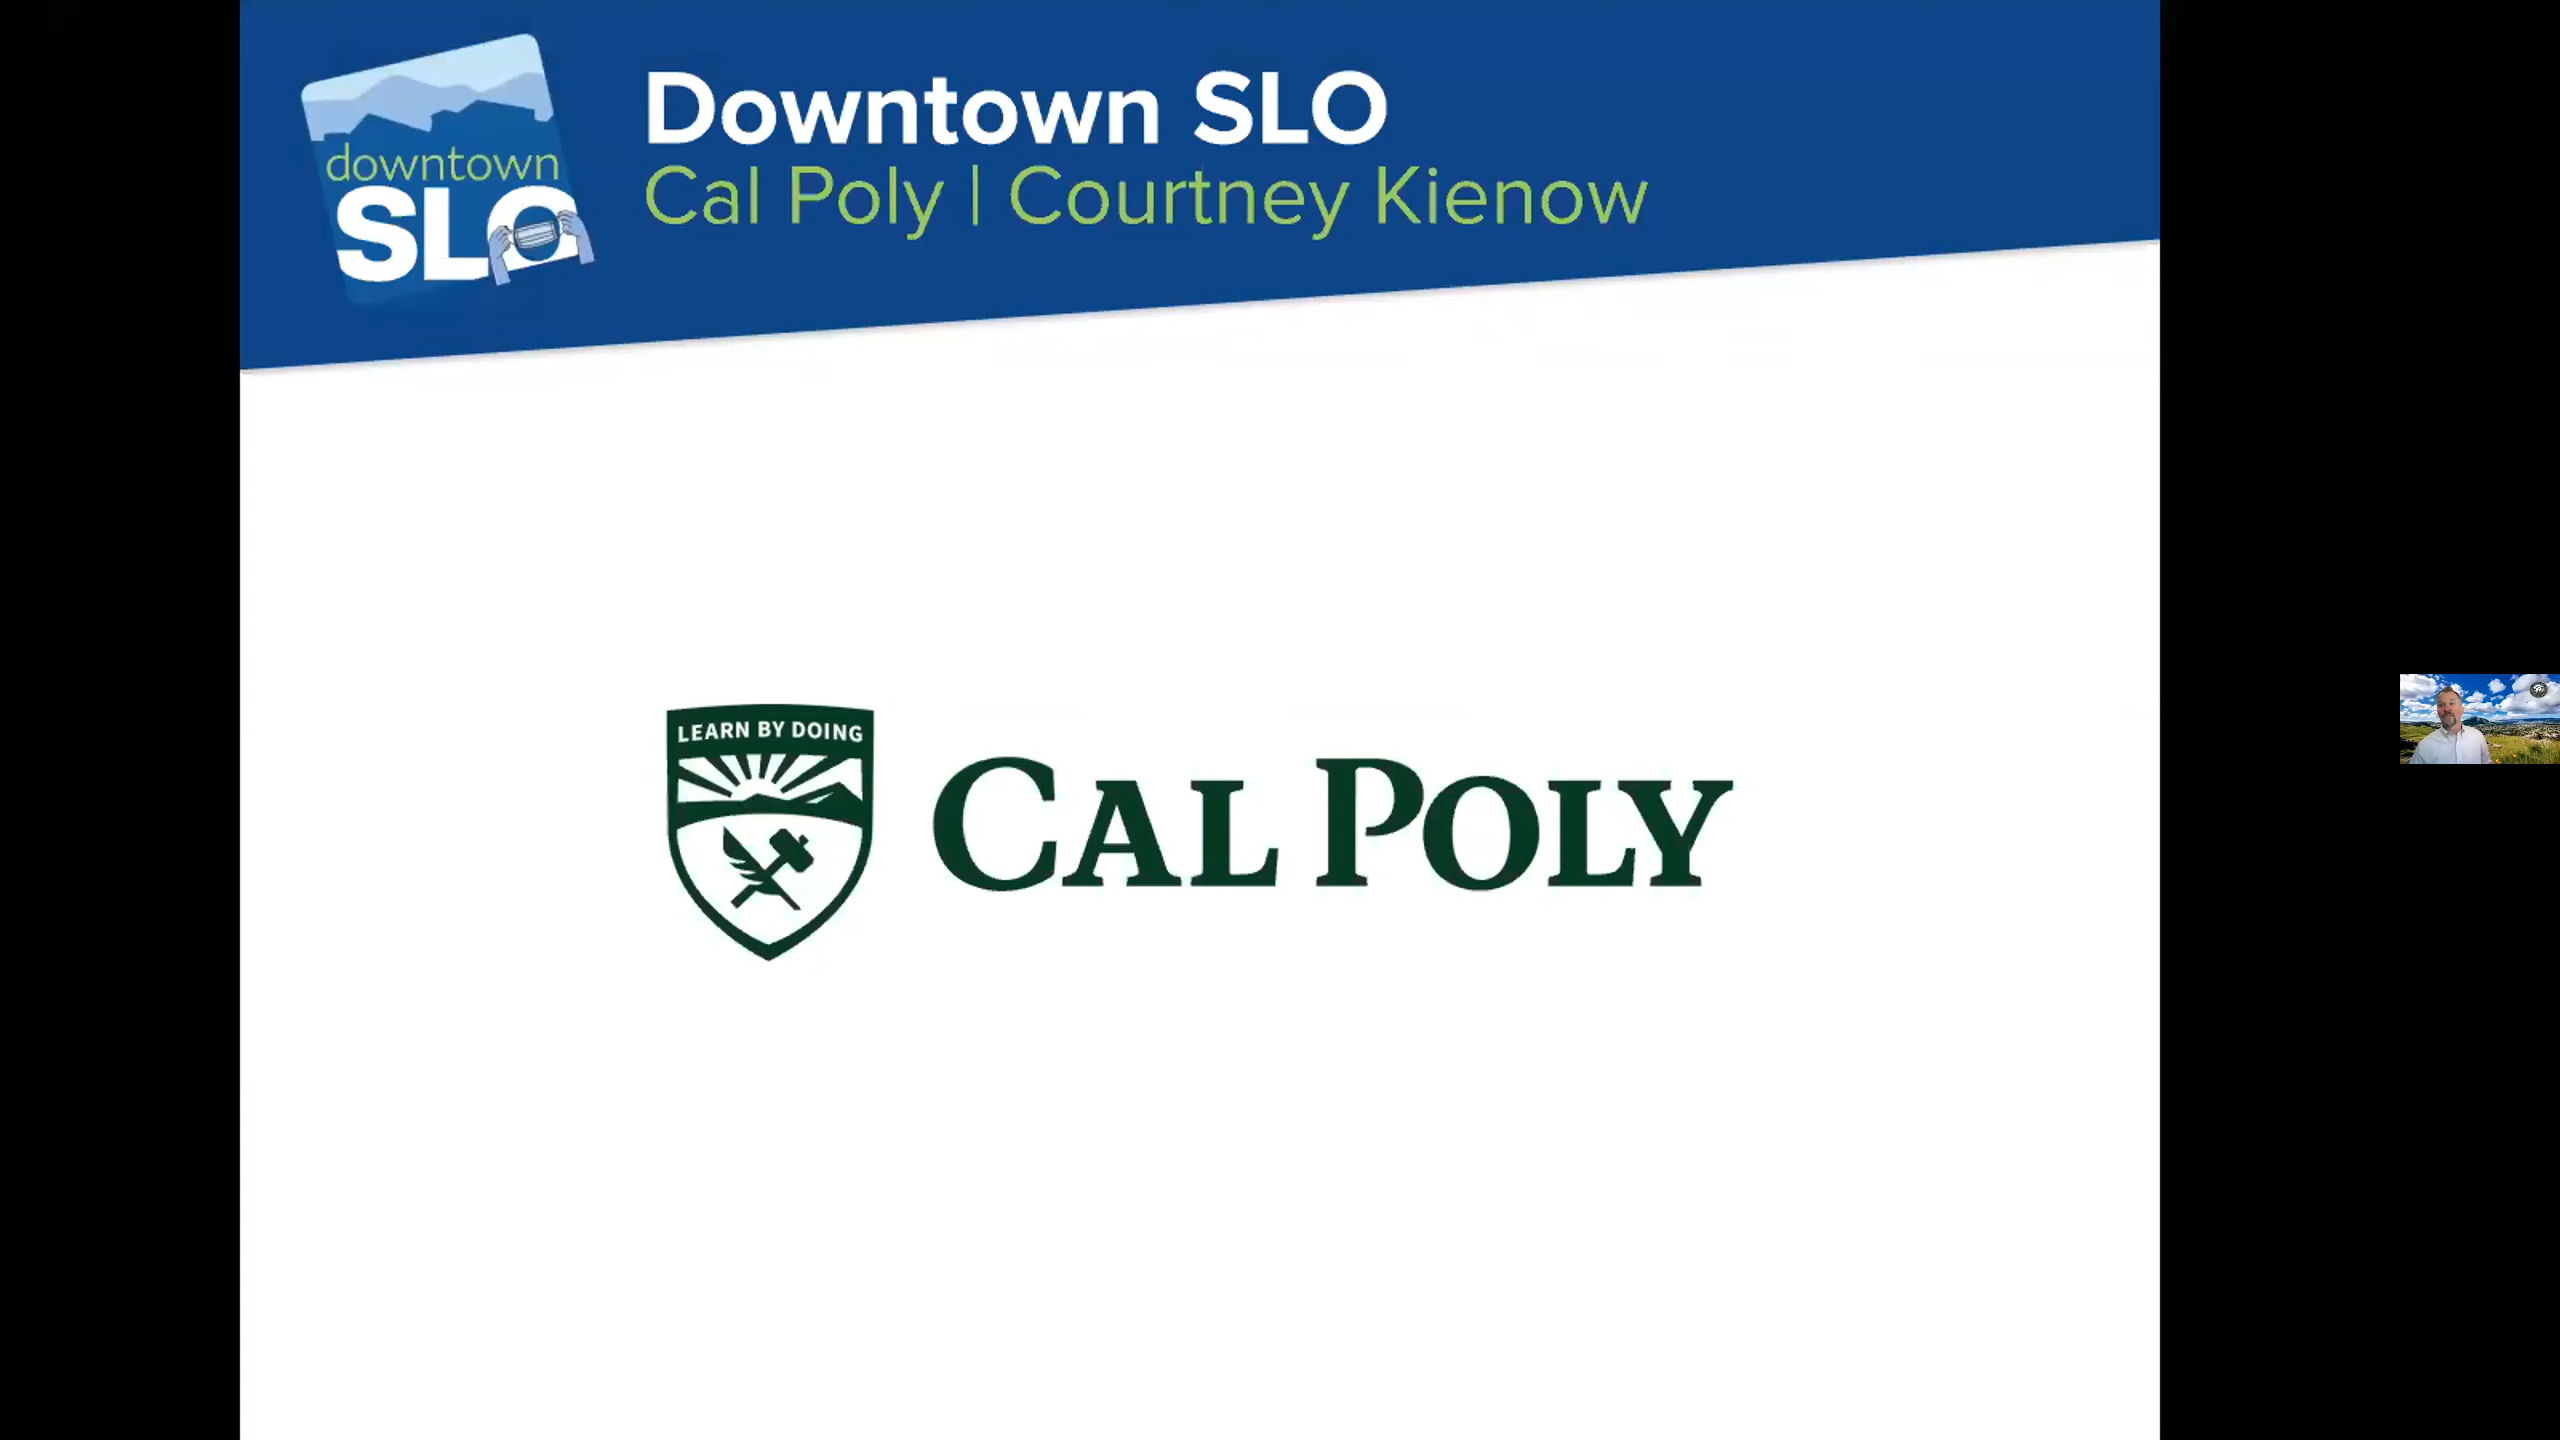 Downtown SLO
Cal Poly | Courtney Kienow
downtown
SLO
LEARN BY DOING
CAL POLY